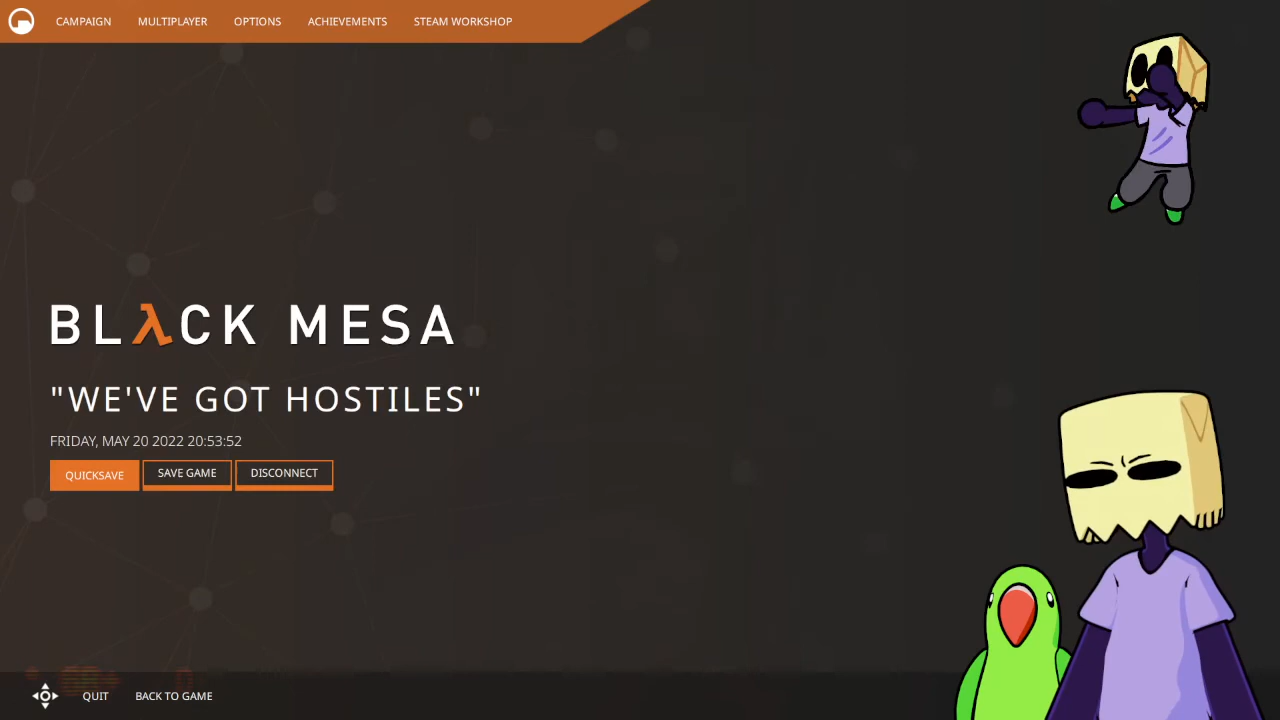 CAMPAIGN MULTIPLAYER OPTIONS ACHIEVEMENTS STEAM WORKSHOP
BLλCK MESA
"WE'VE GOT HOSTILES"
FRIDAY, MAY 20 2022 20:53:52
QUICKSAVE SAVE GAME DISCONNECT
QUIT BACK TO GAME